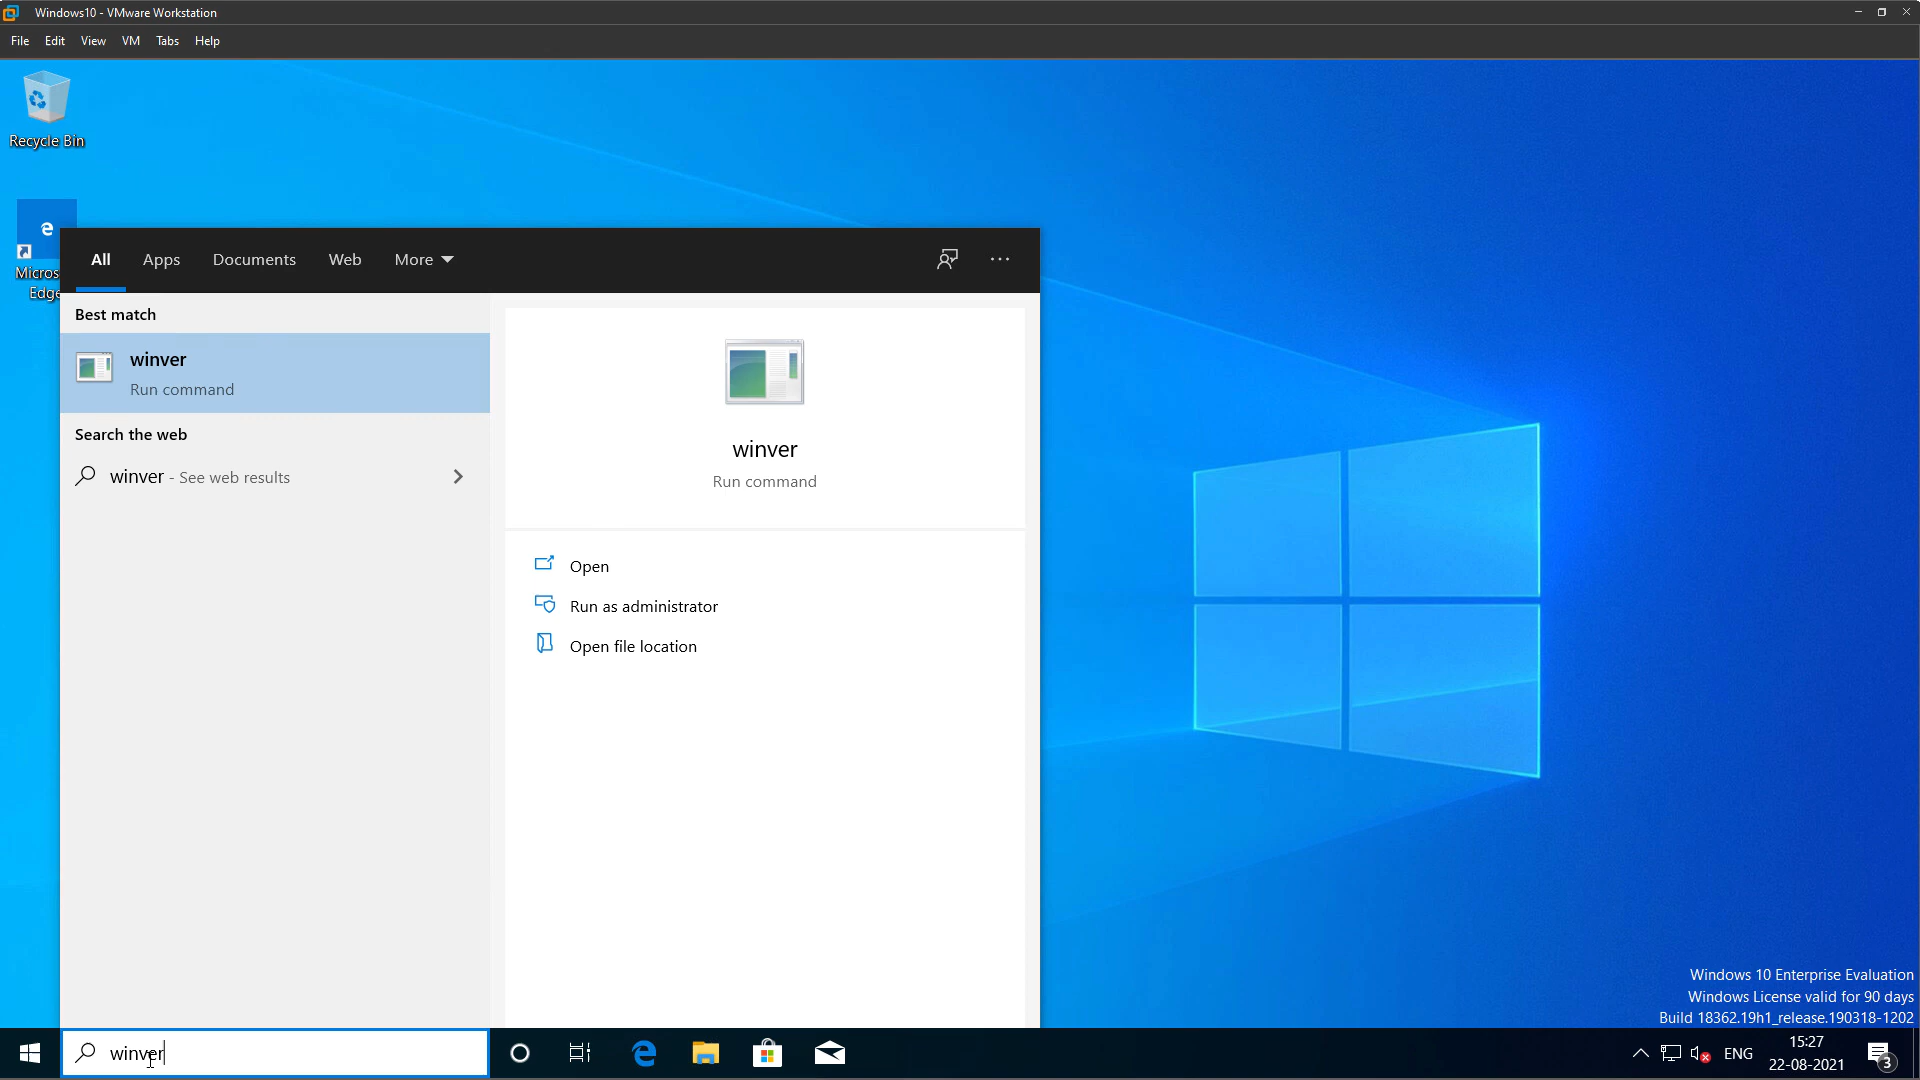 Windows10 - VMware Workstation
File Edit View VM Tabs Help
Recycle Bin
Micros
Edge
All Apps Documents Web More
Best match
winver
Run command
Search the web
winver - See web results
winver
Run command
Open
Run as administrator
Open file location
Windows 10 Enterprise Evaluation
Windows License valid for 90 days
Build 18362.19h1_release.190318-1202
winver
ENG
15:27
22-08-2021
3